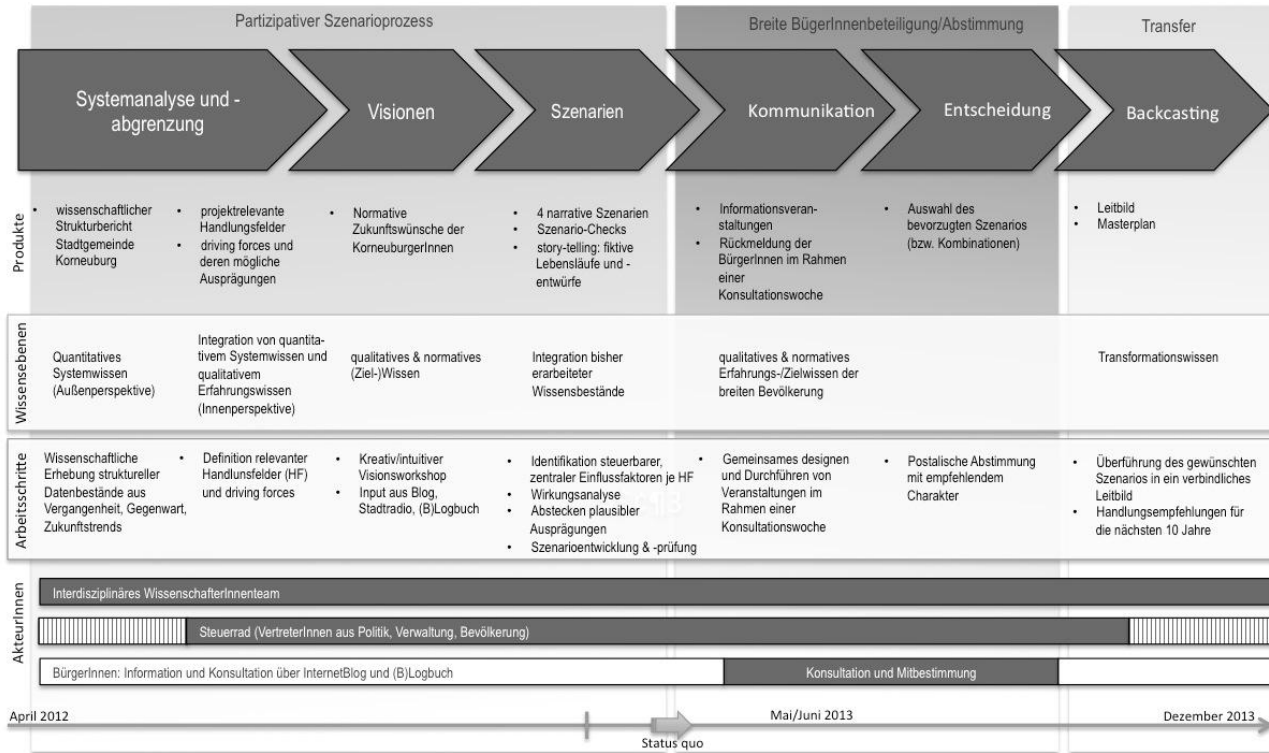 Partizipativer Szenarioprozess
Breite BügerInnenbeteiligung/Abstimmung
Transfer
Systemanalyse und -
abgrenzung
Visionen
Szenarien
Kommunikation
Entscheidung
Backcasting
Produkte
• wissenschaftlicher
Strukturbericht
Stadtgemeinde
Korneuburg
• projektrelevante
Handlungsfelder
• driving forces und
deren mögliche
Ausprägungen
• Normative
Zukunftswünsche der
KorneuburgerInnen
• 4 narrative Szenarien
• Szenario-Checks
• story-telling: fiktive
Lebensläufe und -
entwürfe
• Informationsveran-
staltungen
• Rückmeldung der
BürgerInnen im Rahmen
einer
Konsultationswoche
• Auswahl des
bevorzugten Szenarios
(bzw. Kombinationen)
• Leitbild
• Masterplan
Wissensebenen
Quantitatives
Systemwissen
(Außenperspektive)
Integration von quantita-
tivem Systemwissen und
qualitativem
Erfahrungswissen
(Innenperspektive)
qualitatives & normatives
(Ziel-)Wissen
Integration bisher
erarbeiteter
Wissensbestände
qualitatives & normatives
Erfahrungs-/Zielwissen der
breiten Bevölkerung
Transformationswissen
Arbeitsschritte
Wissenschaftliche
Erhebung struktureller
Datenbestände aus
Vergangenheit, Gegenwart,
Zukunftstrends
• Definition relevanter
Handlunsfelder (HF)
und driving forces
• Kreativ/intuitiver
Visionsworkshop
• Input aus Blog,
Stadtradio, (B)Logbuch
• Identifikation steuerbarer,
zentraler Einflussfaktoren je HF
• Wirkungsanalyse
• Abstecken plausibler
Ausprägungen
• Szenarioentwicklung & -prüfung
• Gemeinsames designen
und Durchführen von
Veranstaltungen im
Rahmen einer
Konsultationswoche
• Postalische Abstimmung
mit empfehlendem
Charakter
• Überführung des gewünschten
Szenarios in ein verbindliches
Leitbild
• Handlungsempfehlungen für
die nächsten 10 Jahre
AkteurInnen
Interdisziplinäres WissenschafterInnenteam
Steuerrad (VertreterInnen aus Politik, Verwaltung, Bevölkerung)
BürgerInnen: Information und Konsultation über InternetBlog und (B)Logbuch
Konsultation und Mitbestimmung
April 2012
Mai/Juni 2013
Dezember 2013
Status quo